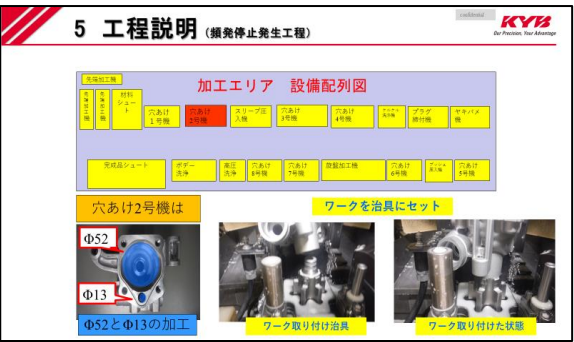 5 工程説明(頻発停止発生工程)
confidential
KYB
Our Precision, Your Advantage
加工エリア 設備配列図
先端加工機
先端加工機
先端加工機
材料シュート
穴あけ1号機
穴あけ2号機
スリーブ圧入機
穴あけ3号機
穴あけ4号機
プラグ締付機
ヤキバメ機
完成品シュート
ボデー洗浄
高圧洗浄
穴あけ8号機
穴あけ7号機
穴あけ6号機
穴あけ5号機
穴あけ2号機は
Φ52
Φ13
Φ52とΦ13の加工
ワークを治具にセット
ワーク取り付け治具
ワーク取り付けた状態